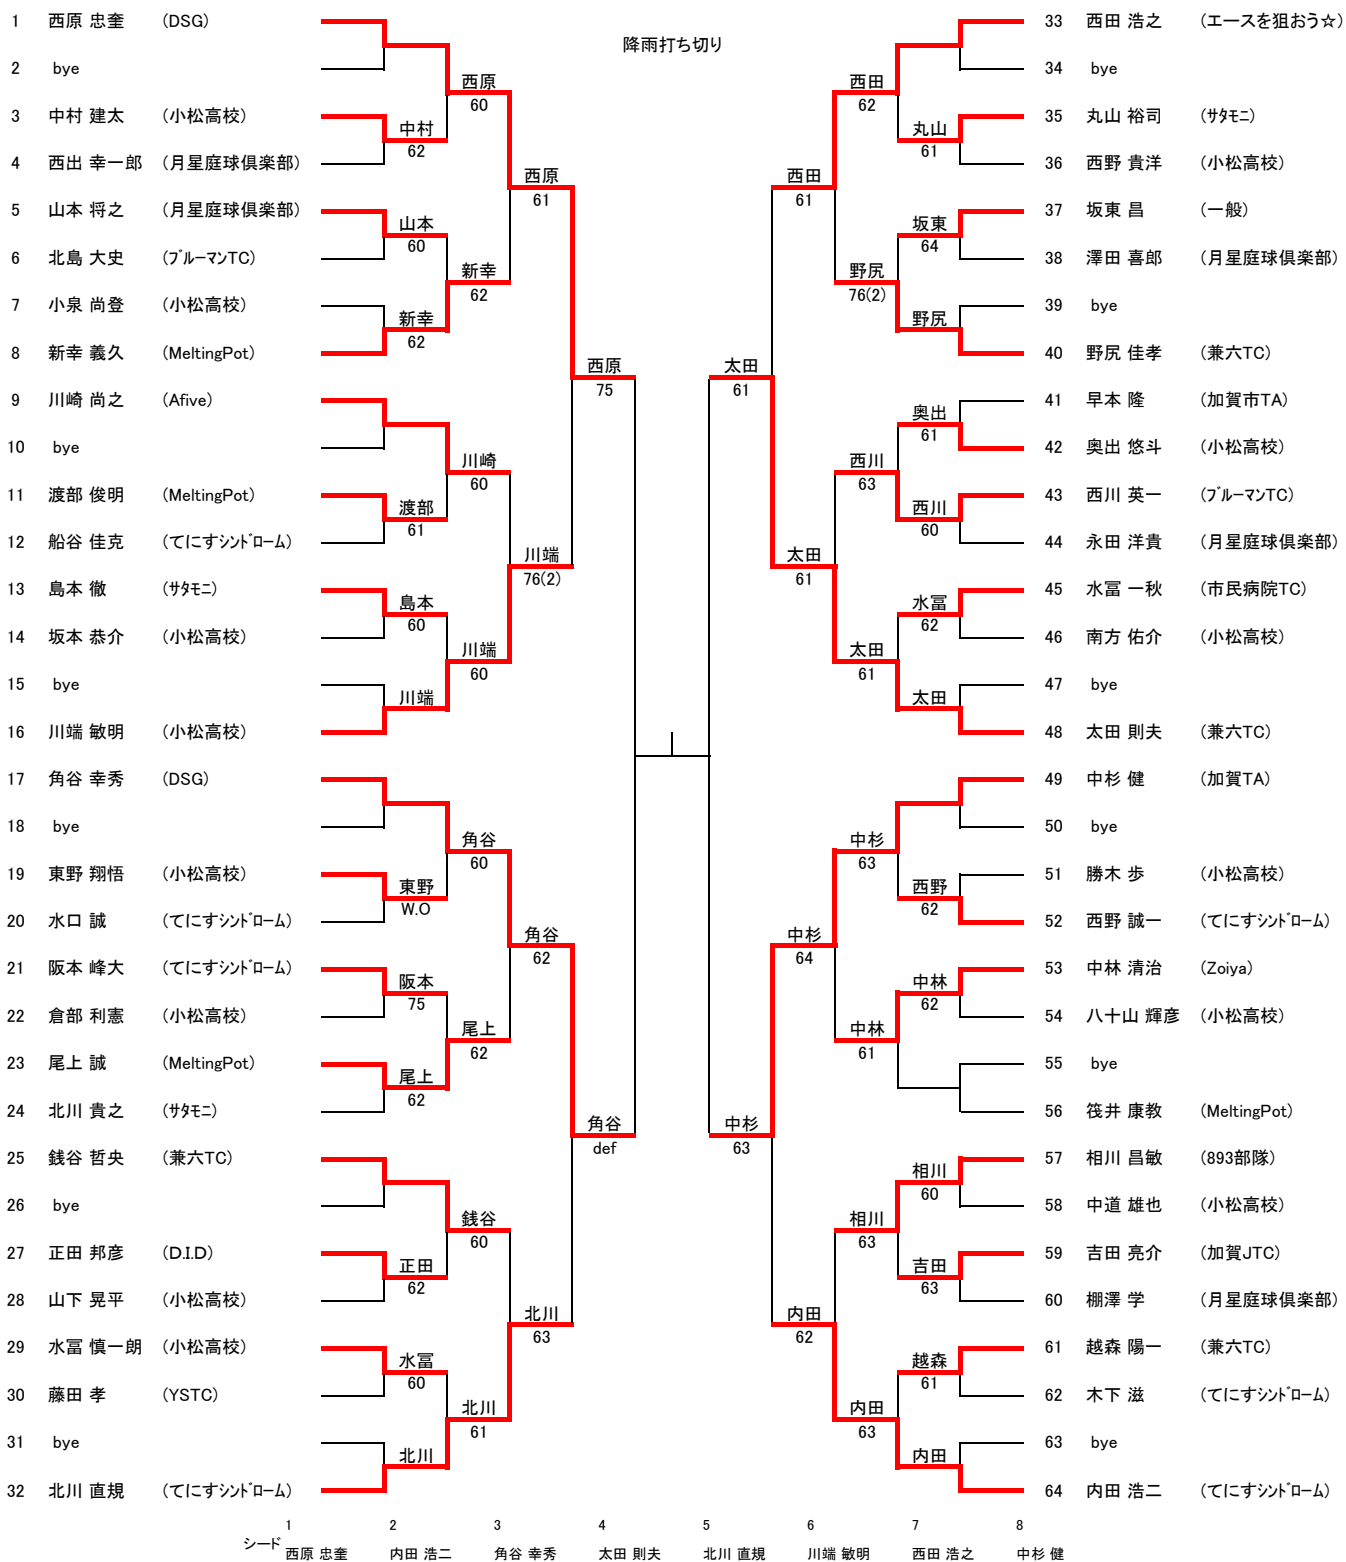 降雨打ち切り
1 西原 忠奎 (DSG)
2 bye
3 中村 建太 (小松高校)
4 西出 幸一郎 (月星庭球倶楽部)
5 山本 将之 (月星庭球倶楽部)
6 北島 大史 (ブルーマンTC)
7 小泉 尚登 (小松高校)
8 新幸 義久 (MeltingPot)
9 川崎 尚之 (Afive)
10 bye
11 渡部 俊明 (MeltingPot)
12 船谷 佳克 (てにすシンドローム)
13 島本 徹 (サタモニ)
14 坂本 恭介 (小松高校)
15 bye
16 川端 敏明 (小松高校)
17 角谷 幸秀 (DSG)
18 bye
19 東野 翔悟 (小松高校)
20 水口 誠 (てにすシンドローム)
21 阪本 峰大 (てにすシンドローム)
22 倉部 利憲 (小松高校)
23 尾上 誠 (MeltingPot)
24 北川 貴之 (サタモニ)
25 銭谷 哲央 (兼六TC)
26 bye
27 正田 邦彦 (D.I.D)
28 山下 晃平 (小松高校)
29 水冨 慎一朗 (小松高校)
30 藤田 孝 (YSTC)
31 bye
32 北川 直規 (てにすシンドローム)
中村
62
山本
60
新幸
62
渡部
61
島本
60
川端
東野
W.O
阪本
75
尾上
62
正田
62
水冨
60
北川
西原
60
新幸
62
川崎
60
川端
60
角谷
60
尾上
62
銭谷
60
北川
61
西原
61
川端
76(2)
角谷
62
北川
63
西原
75
角谷
def
太田
61
中杉
63
西田
61
太田
61
中杉
64
内田
62
西田
62
野尻
76(2)
西川
63
太田
61
中杉
63
中林
61
相川
63
内田
63
丸山
61
坂東
64
野尻
奥出
61
西川
60
水冨
62
太田
西野
62
中林
62
相川
60
吉田
63
越森
61
内田
33 西田 浩之 (エースを狙おう☆)
34 bye
35 丸山 裕司 (サタモニ)
36 西野 貴洋 (小松高校)
37 坂東 昌 (一般)
38 澤田 喜郎 (月星庭球倶楽部)
39 bye
40 野尻 佳孝 (兼六TC)
41 早本 隆 (加賀市TA)
42 奥出 悠斗 (小松高校)
43 西川 英一 (ブルーマンTC)
44 永田 洋貴 (月星庭球倶楽部)
45 水冨 一秋 (市民病院TC)
46 南方 佑介 (小松高校)
47 bye
48 太田 則夫 (兼六TC)
49 中杉 健 (加賀TA)
50 bye
51 勝木 歩 (小松高校)
52 西野 誠一 (てにすシンドローム)
53 中林 清治 (Zoiya)
54 八十山 輝彦 (小松高校)
55 bye
56 筏井 康教 (MeltingPot)
57 相川 昌敏 (893部隊)
58 中道 雄也 (小松高校)
59 吉田 亮介 (加賀JTC)
60 棚澤 学 (月星庭球倶楽部)
61 越森 陽一 (兼六TC)
62 木下 滋 (てにすシンドローム)
63 bye
64 内田 浩二 (てにすシンドローム)
1 2 3 4 5 6 7 8
シード 西原 忠奎 内田 浩二 角谷 幸秀 太田 則夫 北川 直規 川端 敏明 西田 浩之 中杉 健